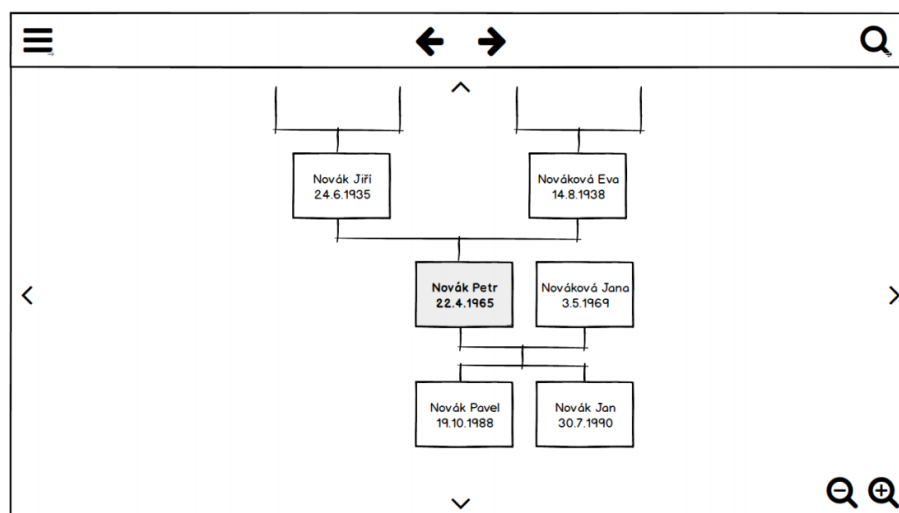 Novák Jiří
24.6.1935
Nováková Eva
14.8.1938
Novák Petr
22.4.1965
Nováková Jana
3.5.1969
Novák Pavel
19.10.1988
Novák Jan
30.7.1990